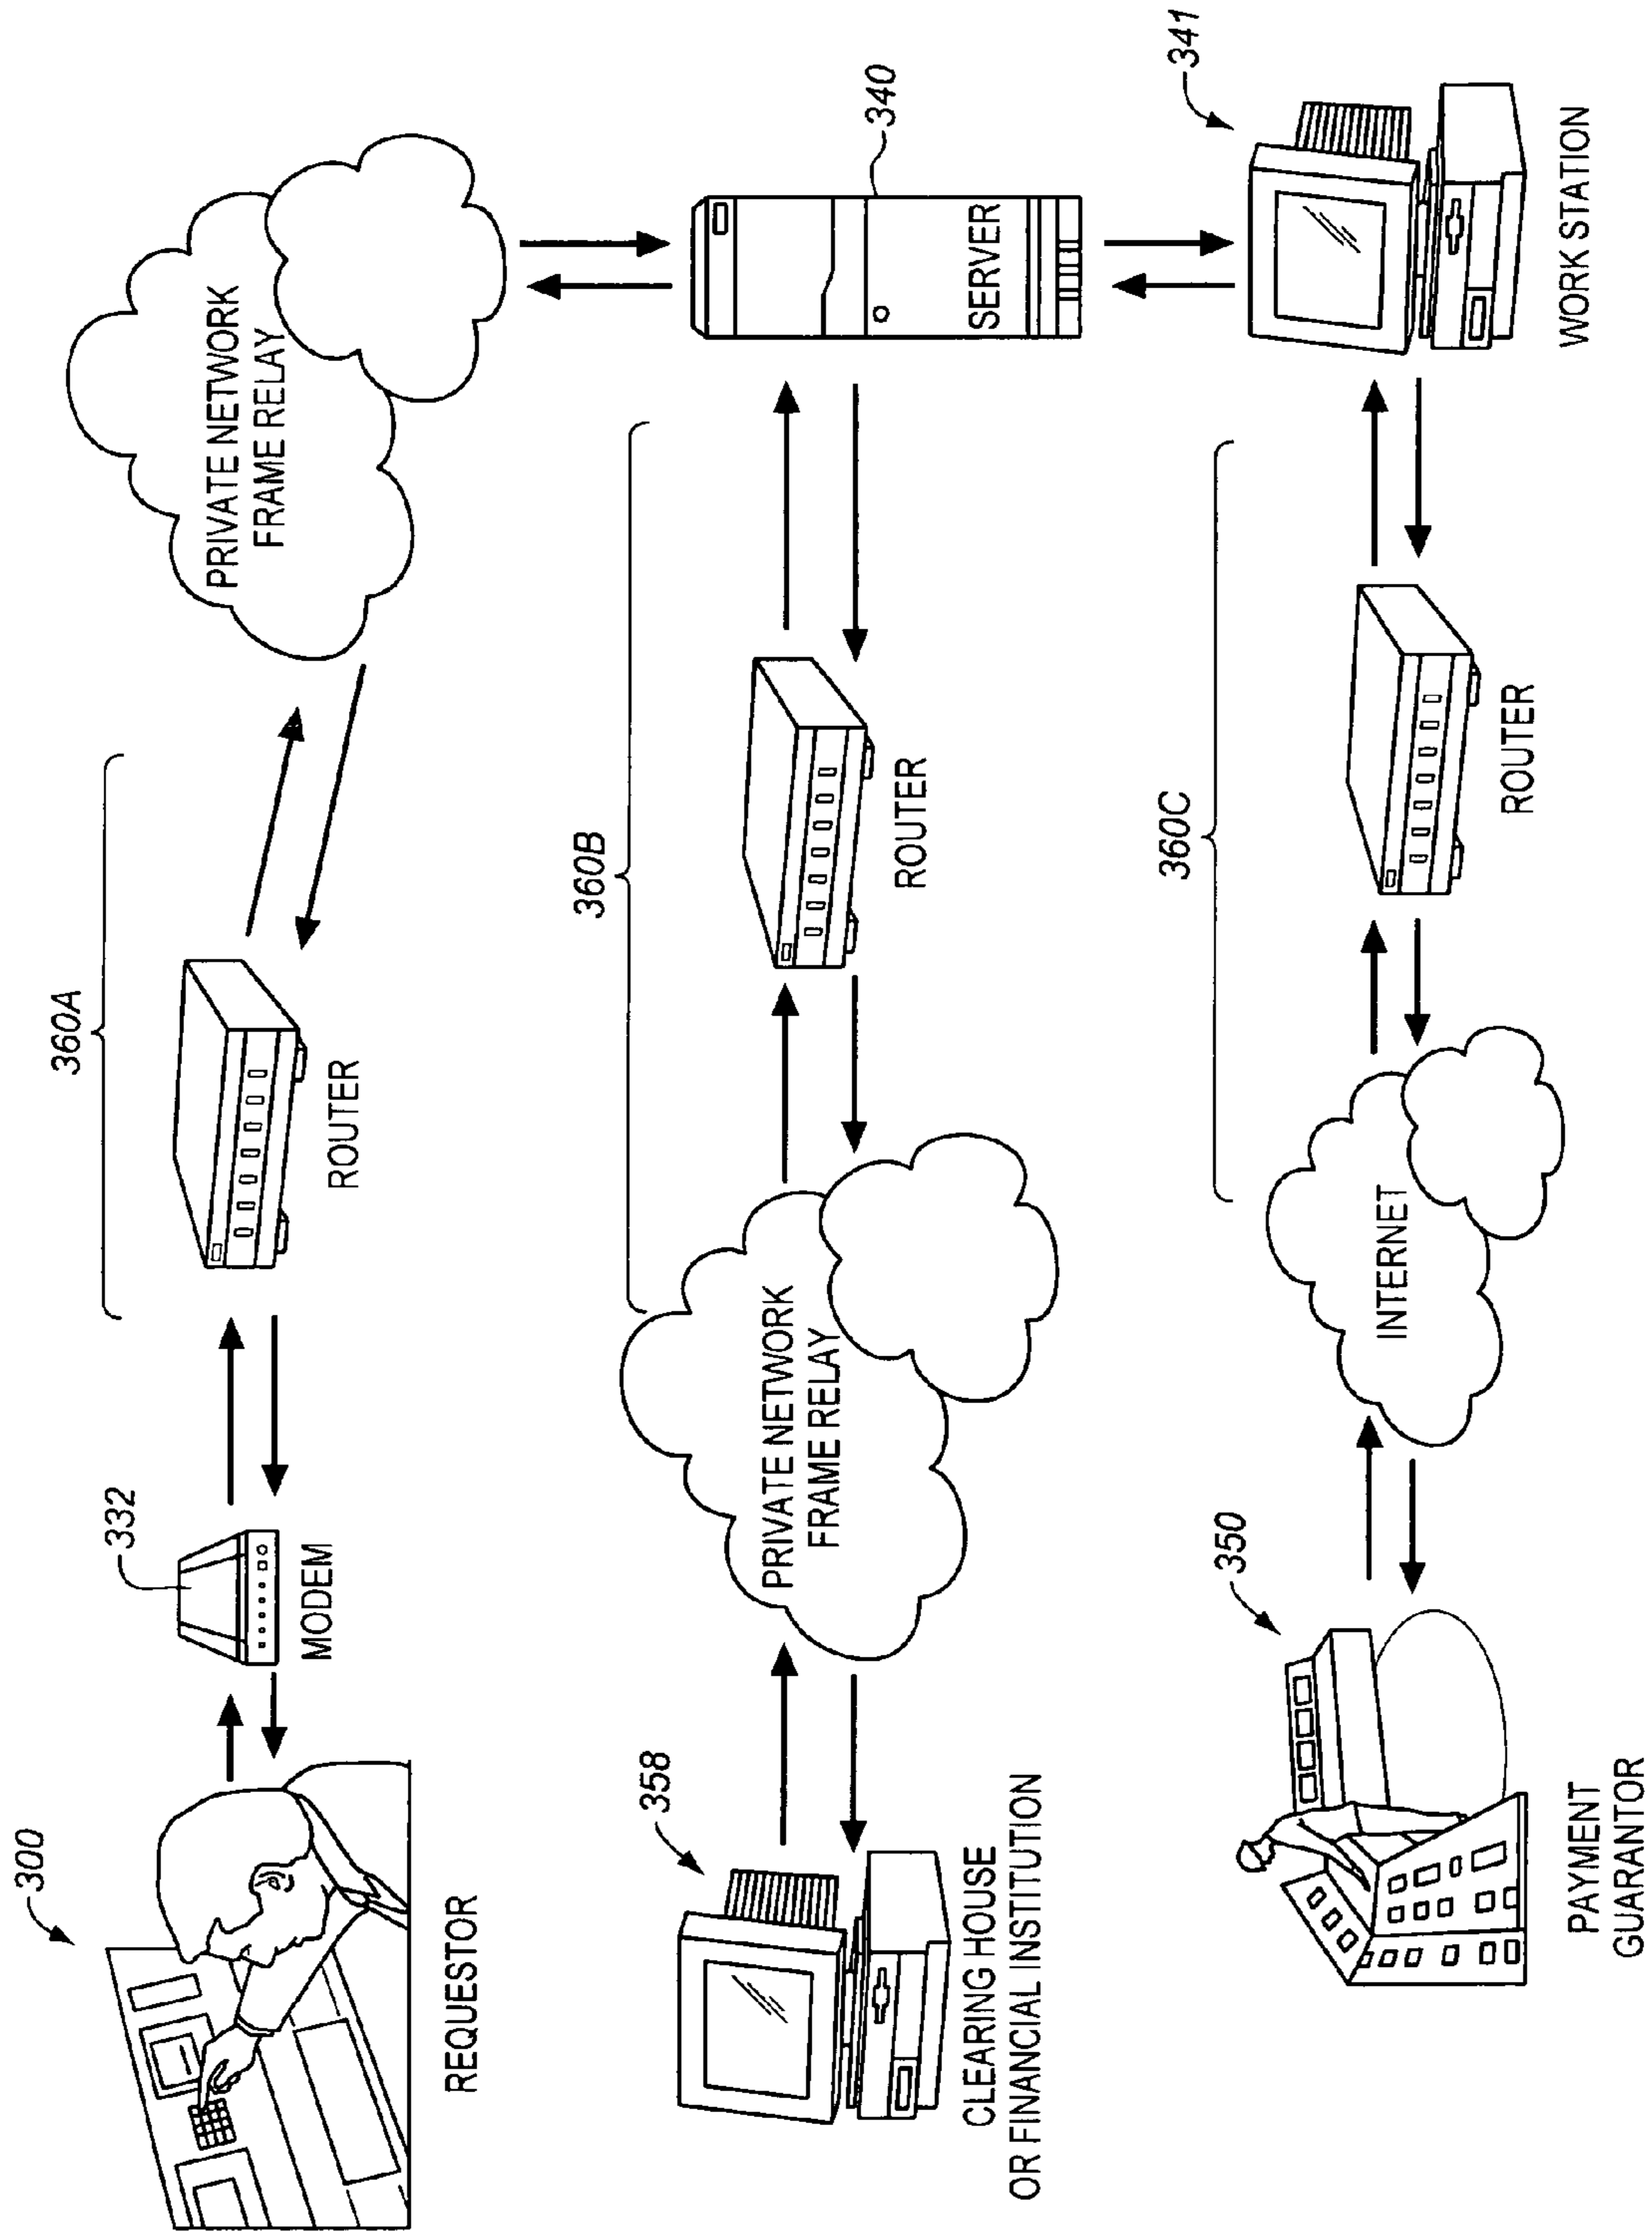 300
REQUESTOR
332
MODEM
360A
ROUTER
PRIVATE NETWORK
FRAME RELAY
358
CLEARING HOUSE
OR FINANCIAL INSTITUTION
PRIVATE NETWORK
FRAME RELAY
360B
ROUTER
SERVER
340
350
PAYMENT
GUARANTOR
INTERNET
360C
ROUTER
341
WORK STATION